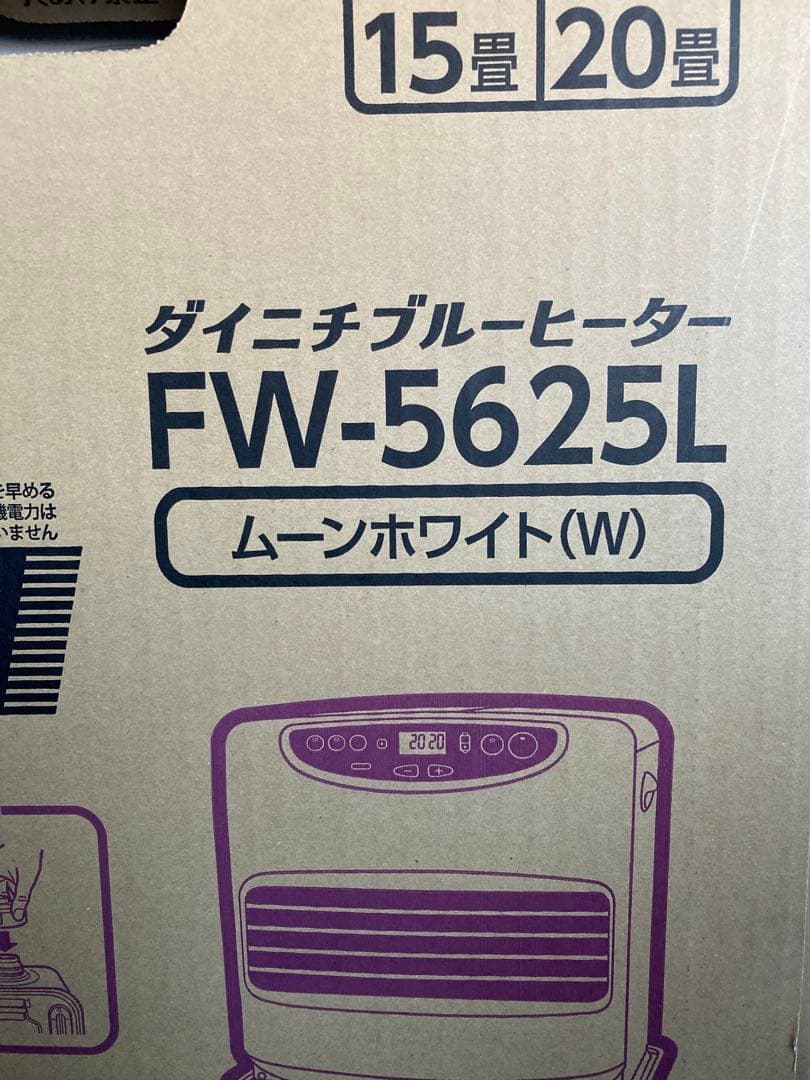 15畳 20畳
ダイニチブルーヒーター
FW-5625L
ムーンホワイト(W)
を早める
機電力は
いません
2020